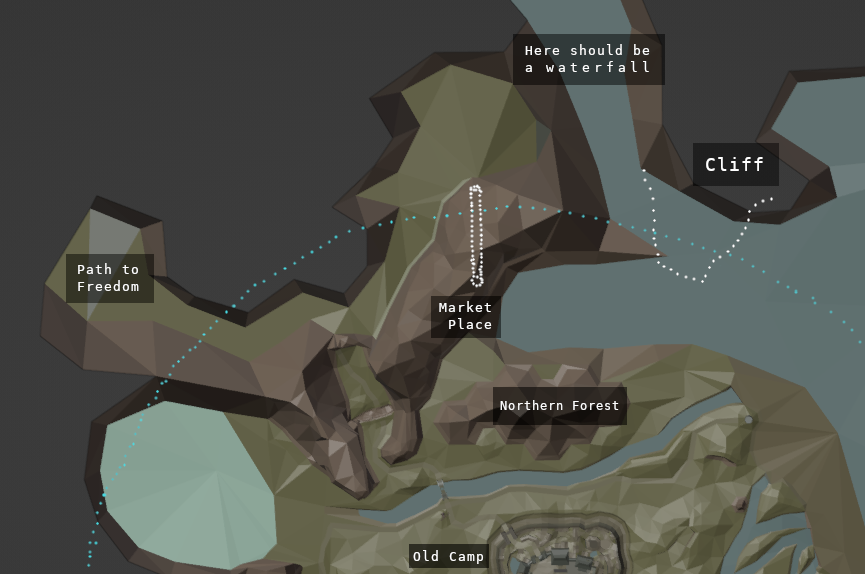 Here should be
a waterfall
Cliff
Path to
Freedom
Market
Place
Northern Forest
Old Camp